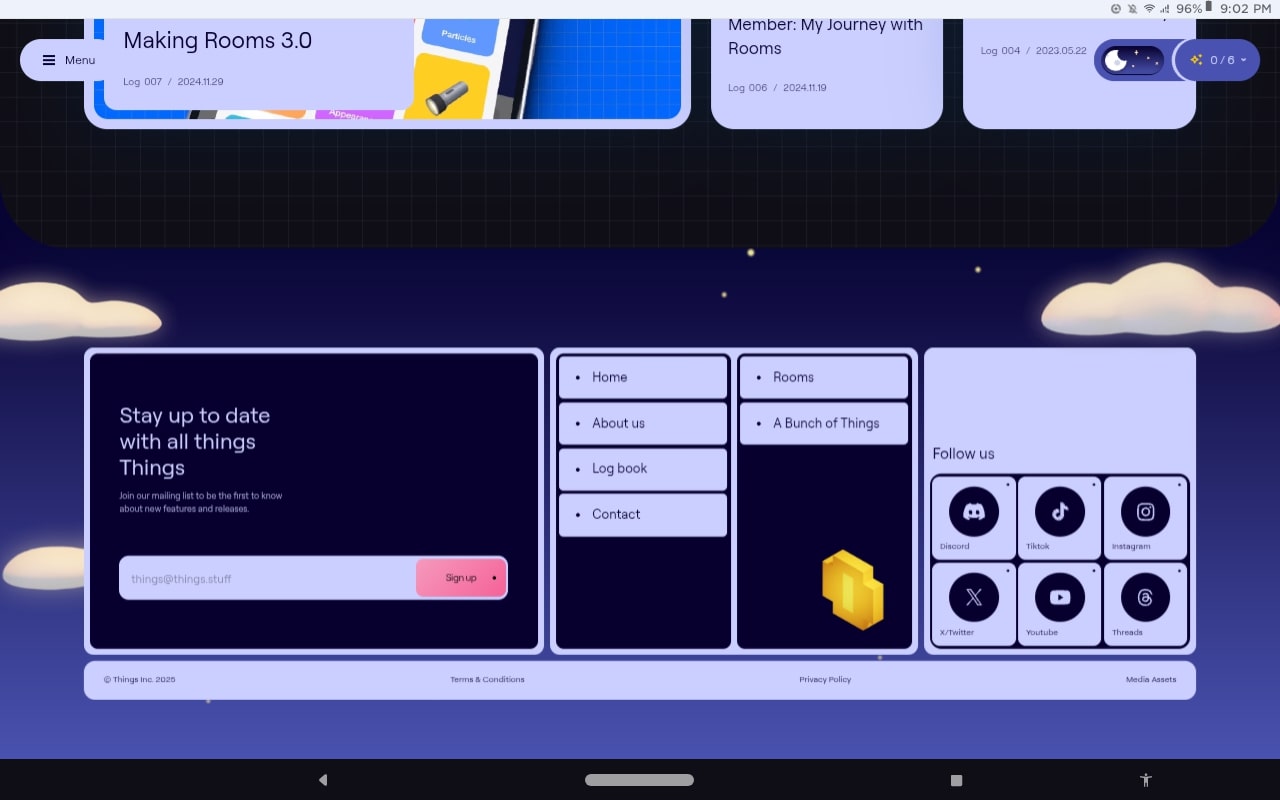 96% 9:02 PM
Menu
Making Rooms 3.0
Log 007 / 2024.11.29
Particles
Member: My Journey with
Rooms
Log 006 / 2024.11.19
Log 004 / 2023.05.22
0 / 6
Stay up to date
with all things
Things
Join our mailing list to be the first to know
about new features and releases.
things@things.stuff
Sign up
Home
About us
Log book
Contact
Rooms
A Bunch of Things
Follow us
Discord
Tiktok
Instagram
X/Twitter
Youtube
Threads
© Things Inc. 2025
Terms & Conditions
Privacy Policy
Media Assets